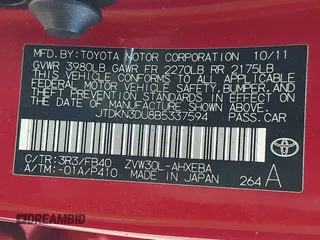 MFD.BY:TOYOTA MOTOR CORPORATION 10/11
GVWR 3980LB GAWR FR 2270LB RR 2175LB
THIS VEHICLE CONFORMS TO ALL APPLICABLE
FEDERAL MOTOR VEHICLE SAFETY, BUMPER, AND
THEFT PREVENTION STANDARDS IN EFFECT ON
THE DATE OF MANUFACTURE SHOWN ABOVE.
JTDKN3DU8B5337594 PASS.CAR
C/TR:3R3/FB40 ZVW30L-AHXEBA
A/TM:-01A/P410 MADE IN JAPAN
TOYOTA
264 A
AUTOBIDMASTER